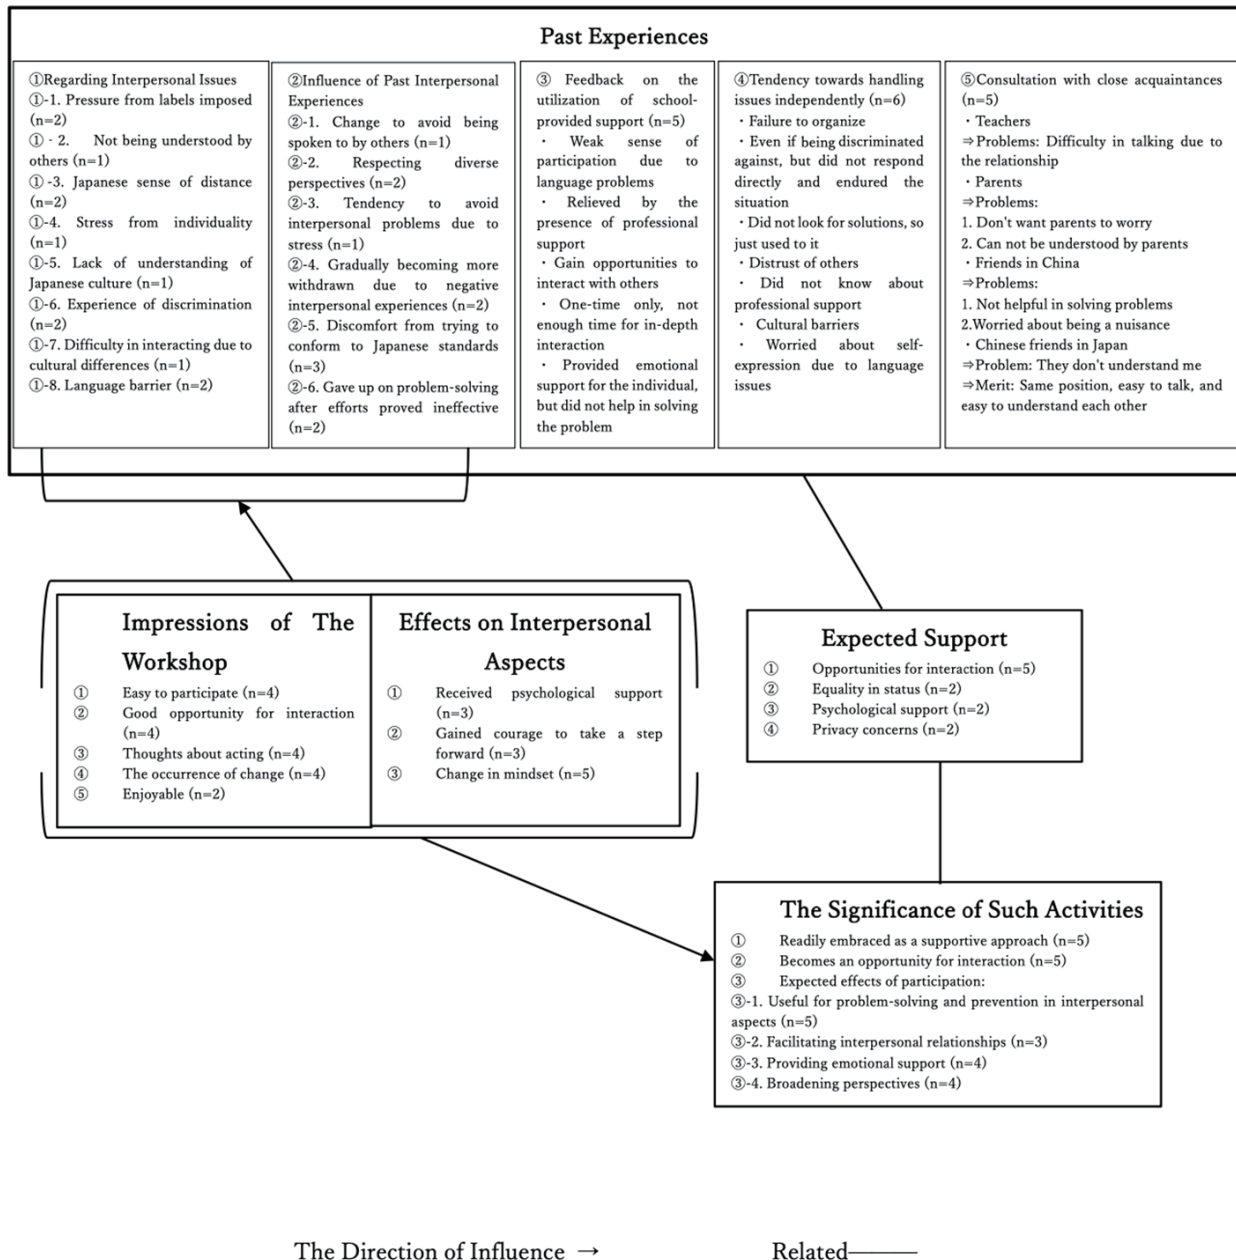 Past Experiences
①Regarding Interpersonal Issues
①-1. Pressure from labels imposed
(n=2)
①-2. Not being understood by
others (n=1)
①-3. Japanese sense of distance
(n=2)
①-4. Stress from individuality
(n=1)
①-5. Lack of understanding of
Japanese culture (n=1)
①-6. Experience of discrimination
(n=2)
①-7. Difficulty in interacting due to
cultural differences (n=1)
①-8. Language barrier (n=2)
②Influence of Past Interpersonal
Experiences
②-1. Change to avoid being
spoken to by others (n=1)
②-2. Respecting diverse
perspectives (n=2)
②-3. Tendency to avoid
interpersonal problems due to
stress (n=1)
②-4. Gradually becoming more
withdrawn due to negative
interpersonal experiences (n=2)
②-5. Discomfort from trying to
conform to Japanese standards
(n=3)
②-6. Gave up on problem-solving
after efforts proved ineffective
(n=2)
③ Feedback on the
utilization of school-
provided support (n=5)
・ Weak sense of
participation due to
language problems
・ Relieved by the
presence of professional
support
・ Gain opportunities to
interact with others
・ One-time only, not
enough time for in-depth
interaction
・ Provided emotional
support for the individual,
but did not help in solving
the problem
④Tendency towards handling
issues independently (n=6)
・Failure to organize
・Even if being discriminated
against, but did not respond
directly and endured the
situation
・Did not look for solutions, so
just used to it
・Distrust of others
・ Did not know about
professional support
・ Cultural barriers
・ Worried about self-
expression due to language
issues
⑤Consultation with close acquaintances
(n=5)
・Teachers
⇒Problems: Difficulty in talking due to
the relationship
・Parents
⇒Problems:
1. Don't want parents to worry
2. Can not be understood by parents
・Friends in China
⇒Problems:
1. Not helpful in solving problems
2.Worried about being a nuisance
・Chinese friends in Japan
⇒Problem: They don't understand me
⇒Merit: Same position, easy to talk, and
easy to understand each other
Impressions of The
Workshop
① Easy to participate (n=4)
② Good opportunity for interaction
(n=4)
③ Thoughts about acting (n=4)
④ The occurrence of change (n=4)
⑤ Enjoyable (n=2)
Effects on Interpersonal
Aspects
① Received psychological support
(n=3)
② Gained courage to take a step
forward (n=3)
③ Change in mindset (n=5)
Expected Support
① Opportunities for interaction (n=5)
② Equality in status (n=2)
③ Psychological support (n=2)
④ Privacy concerns (n=2)
The Significance of Such Activities
① Readily embraced as a supportive approach (n=5)
② Becomes an opportunity for interaction (n=5)
③ Expected effects of participation:
③-1. Useful for problem-solving and prevention in interpersonal
aspects (n=5)
③-2. Facilitating interpersonal relationships (n=3)
③-3. Providing emotional support (n=4)
③-4. Broadening perspectives (n=4)
The Direction of Influence → Related———